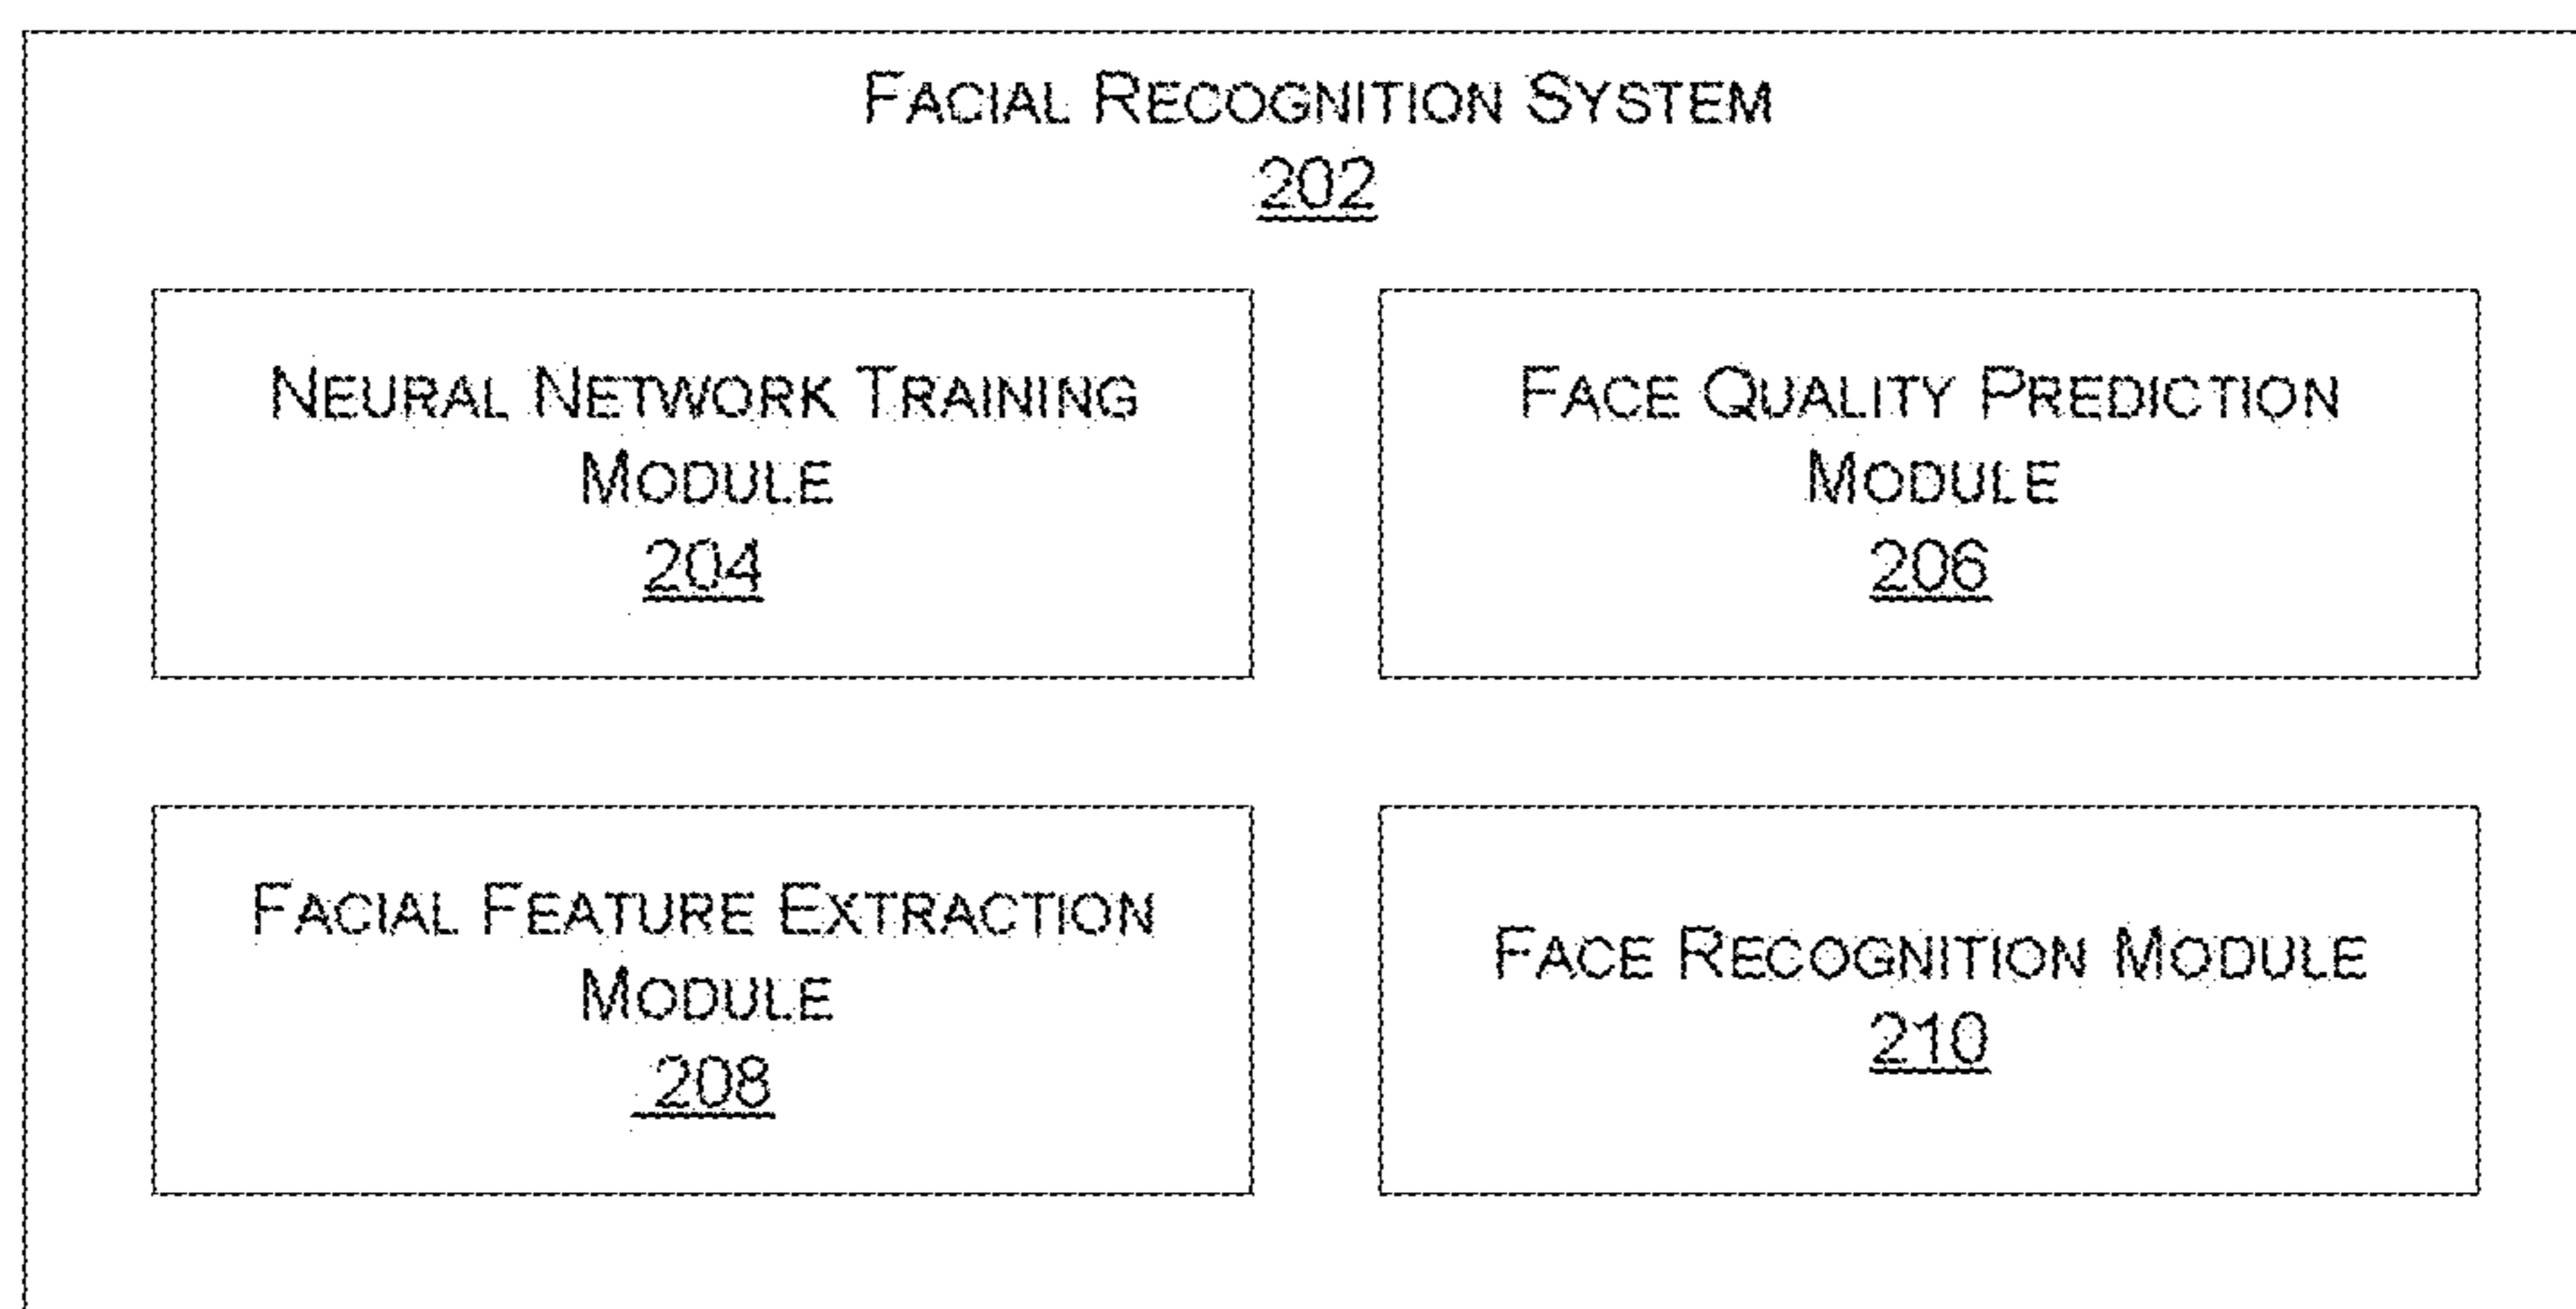 FACIAL RECOGNITION SYSTEM
202
NEURAL NETWORK TRAINING
MODULE
204
FACE QUALITY PREDICTION
MODULE
206
FACIAL FEATURE EXTRACTION
MODULE
208
FACE RECOGNITION MODULE
210